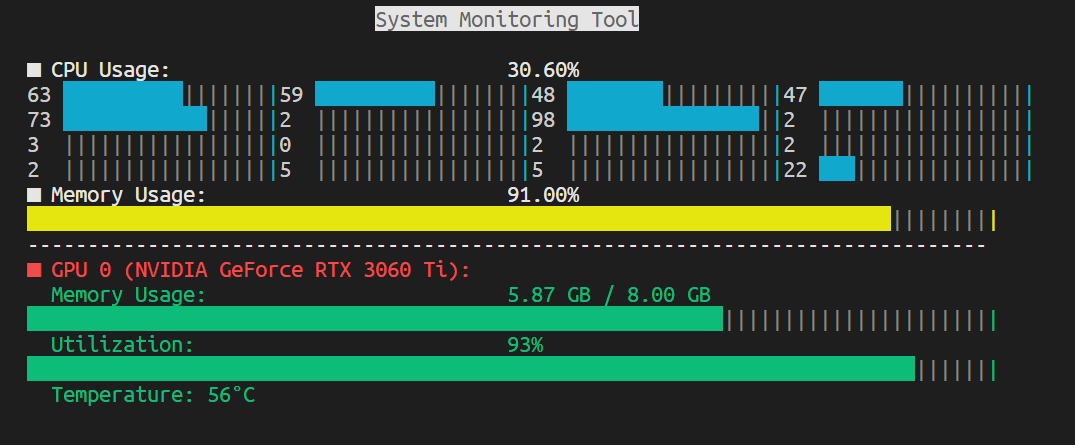 System Monitoring Tool
■ CPU Usage: 30.60%
63 59 48 47
73 2 98 2
3 0 2 2
2 5 5 22
■ Memory Usage: 91.00%
--------------------------------------------------------------------------------
■ GPU 0 (NVIDIA GeForce RTX 3060 Ti):
Memory Usage: 5.87 GB / 8.00 GB
Utilization: 93%
Temperature: 56°C